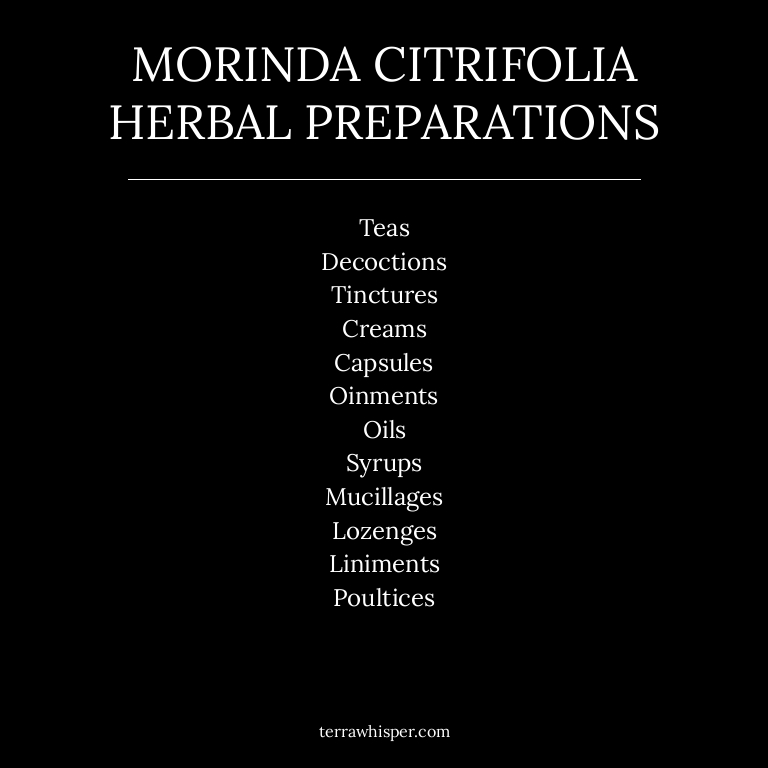 MORINDA CITRIFOLIA
HERBAL PREPARATIONS
Teas
Decoctions
Tinctures
Creams
Capsules
Oinments
Oils
Syrups
Mucillages
Lozenges
Liniments
Poultices
terrawhisper.com